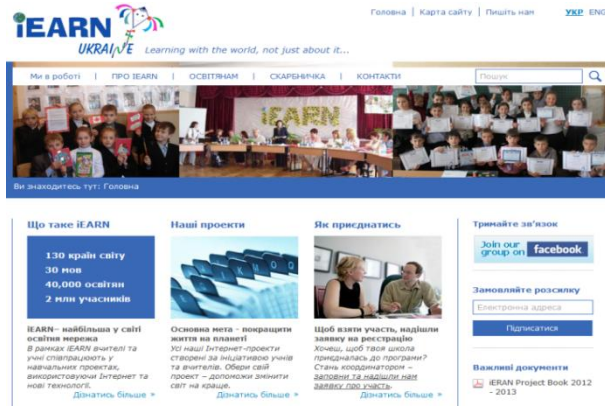 Головна | Карта сайту | Пишіть нам УКР ENG
iEARN
UKRAINE Learning with the world, not just about it...
Ми в роботі | ПРО IEARN | ОСВІТЯНАМ | СКАРБНИЧКА | КОНТАКТИ Пошук
iEARN
Ви знаходитесь тут: Головна
Що таке iEARN
130 країн світу
30 мов
40,000 освітян
2 млн учасників
iEARN– найбільша у світі
освітня мережа
В рамках iEARN вчителі та
учні співпрацюють у
навчальних проектах,
використовуючи Інтернет та
нові технології.
Дізнатись більше »
Наші проекти
Основна мета - покращити
життя на планеті
Усі наші Інтернет-проекти
створені за ініціативою учнів
та вчителів. Обери свій
проект – допоможи змінити
світ на краще.
Дізнатись більше »
Як приєднатись
Щоб взяти участь, надішли
заявку на реєстрацію
Хочеш, щоб твоя школа
приєдналась до програми?
Стань координатором –
заповни та надішли нам
заявку про участь.
Дізнатись більше »
Тримайте зв'язок
Join our
group on facebook
Замовляйте розсилку
Електронна адреса
Підписатися
Важливі документи
iERAN Project Book 2012
- 2013